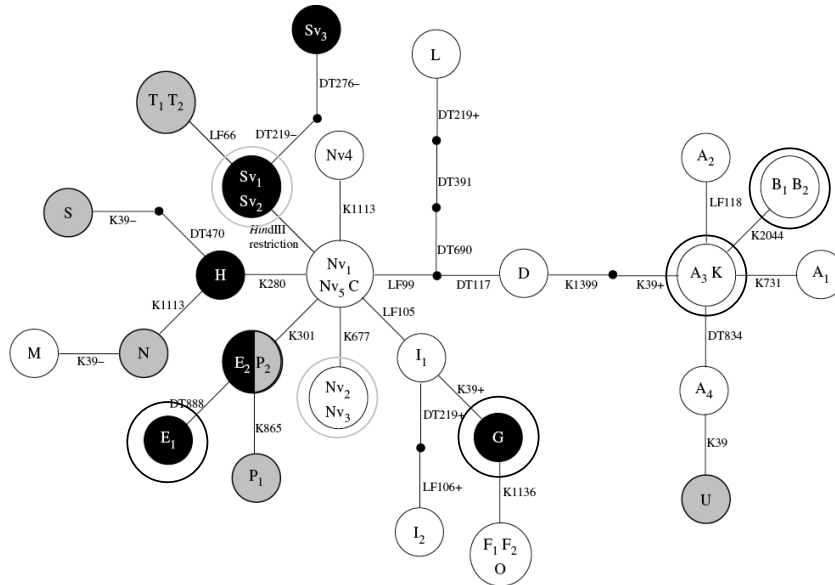 Sv3
L
DT276–
T1 T2
DT219+
LF66
DT219–
Nv4
A2
B1 B2
Sv1
Sv2
DT391
LF118
K2044
S
K39–
K1113
HindIII
restriction
DT470
DT690
H
K280
Nv1
Nv5 C
LF99
DT117
D
K1399
K39+
A3 K
K731
A1
K1113
LF105
K301
K677
DT834
M
K39–
N
E2 P2
I1
K39+
A4
Nv2
Nv3
DT888
DT219+
K865
E1
G
K39
P1
LF106+
K1136
U
I2
F1 F2
O